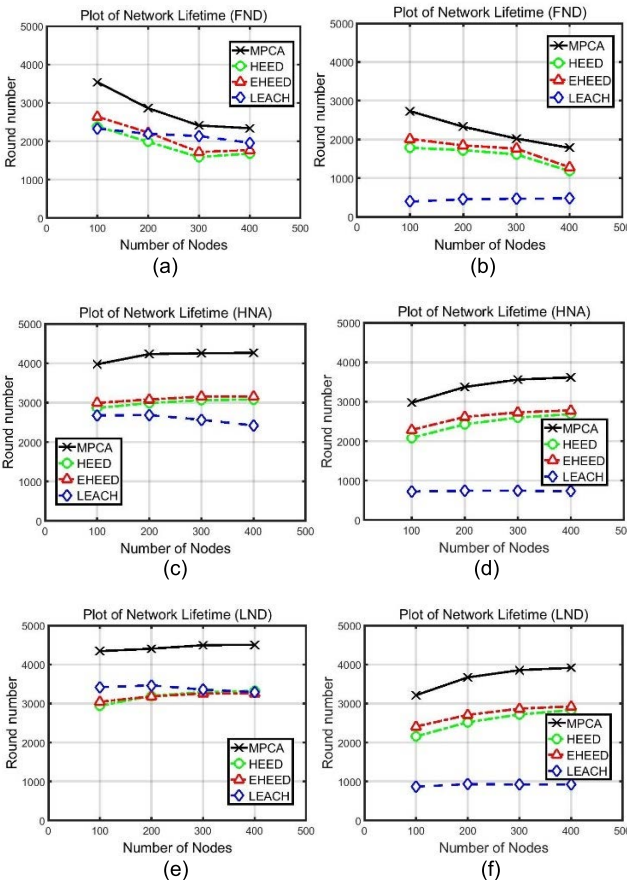 Plot of Network Lifetime (FND)
5000
4000
3000
2000
1000
0
Round number
MPCA
HEED
EHEED
LEACH
0 100 200 300 400 500
Number of Nodes
(a)
Plot of Network Lifetime (FND)
5000
4000
3000
2000
1000
0
Round number
MPCA
HEED
EHEED
LEACH
0 100 200 300 400 500
Number of Nodes
(b)
Plot of Network Lifetime (HNA)
5000
4000
3000
2000
1000
0
Round number
MPCA
HEED
EHEED
LEACH
0 100 200 300 400 500
Number of Nodes
(c)
Plot of Network Lifetime (HNA)
5000
4000
3000
2000
1000
0
Round number
MPCA
HEED
EHEED
LEACH
0 100 200 300 400 500
Number of Nodes
(d)
Plot of Network Lifetime (LND)
5000
4000
3000
2000
1000
0
Round number
MPCA
HEED
EHEED
LEACH
0 100 200 300 400 500
Number of Nodes
(e)
Plot of Network Lifetime (LND)
5000
4000
3000
2000
1000
0
Round number
MPCA
HEED
EHEED
LEACH
0 100 200 300 400 500
Number of Nodes
(f)